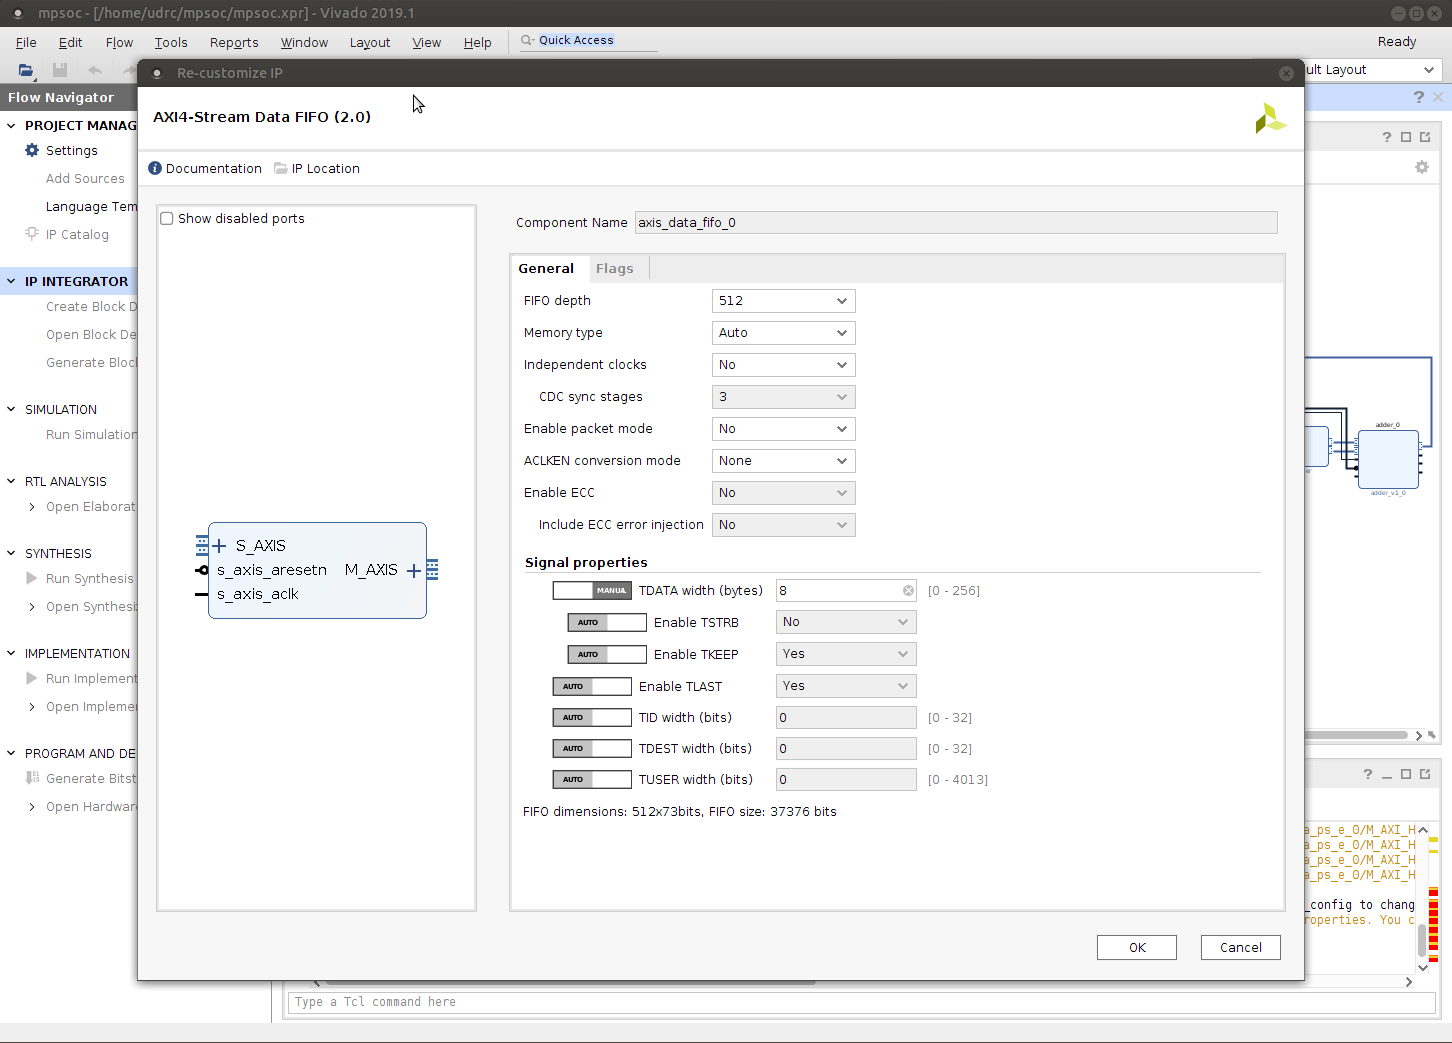 mpsoc - [/home/udrc/mpsoc/mpsoc.xpr] - Vivado 2019.1
File Edit Flow Tools Reports Window Layout View Help Quick Access Ready
ult Layout
Flow Navigator
PROJECT MANAG
Settings
Add Sources
Language Tem
IP Catalog
IP INTEGRATOR
Create Block D
Open Block De
Generate Bloc
SIMULATION
Run Simulation
RTL ANALYSIS
Open Elaborat
SYNTHESIS
Run Synthesis
Open Synthesi
IMPLEMENTATION
Run Implement
Open Impleme
PROGRAM AND DE
Generate Bitst
Open Hardware
Re-customize IP
AXI4-Stream Data FIFO (2.0)
Documentation IP Location
Show disabled ports
S_AXIS
s_axis_aresetn M_AXIS
s_axis_aclk
Component Name axis_data_fifo_0
General Flags
FIFO depth 512
Memory type Auto
Independent clocks No
CDC sync stages 3
Enable packet mode No
ACLKEN conversion mode None
Enable ECC No
Include ECC error injection No
Signal properties
MANUA TDATA width (bytes) 8 [0 - 256]
AUTO Enable TSTRB No
AUTO Enable TKEEP Yes
AUTO Enable TLAST Yes
AUTO TID width (bits) 0 [0 - 32]
AUTO TDEST width (bits) 0 [0 - 32]
AUTO TUSER width (bits) 0 [0 - 4013]
FIFO dimensions: 512x73bits, FIFO size: 37376 bits
OK Cancel
adder_0
adder_v1_0
a_ps_e_0/M_AXI_H
a_ps_e_0/M_AXI_H
a_ps_e_0/M_AXI_H
a_ps_e_0/M_AXI_H
_config to chang
roperties. You c
Type a Tcl command here